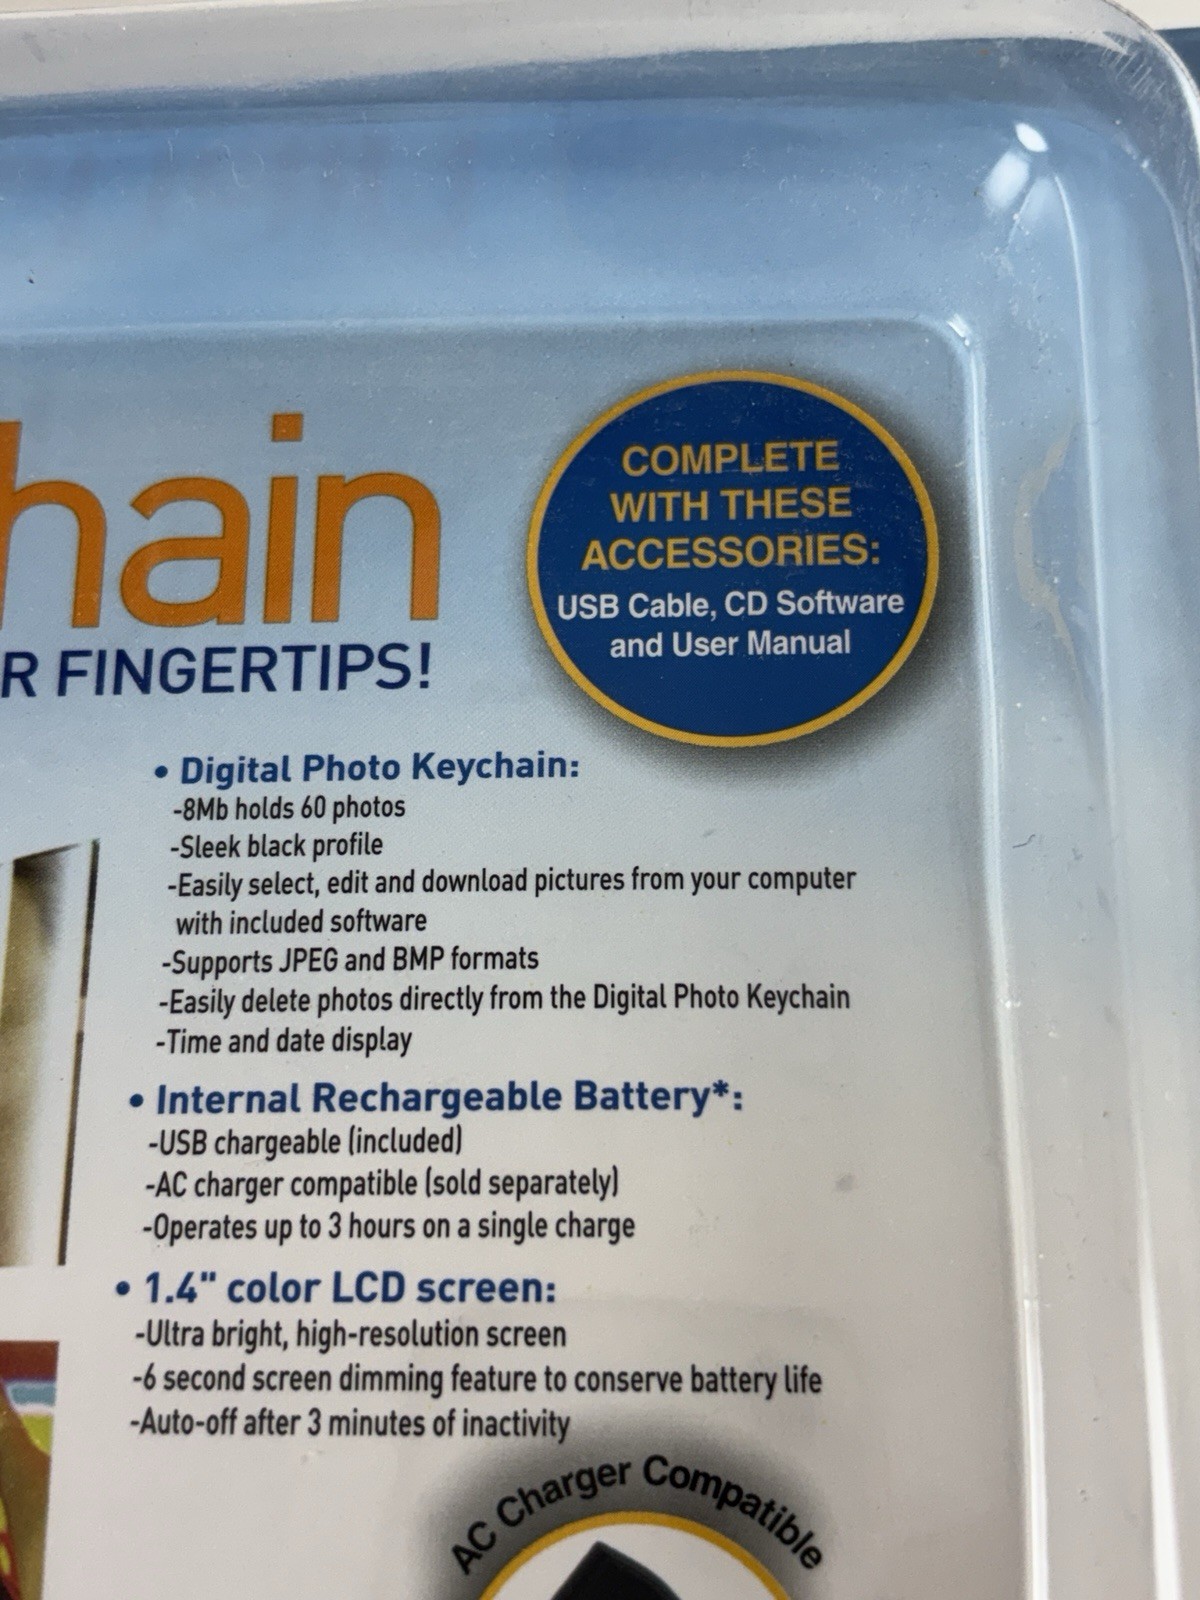 hain
R FINGERTIPS!
COMPLETE
WITH THESE
ACCESSORIES:
USB Cable, CD Software
and User Manual
• Digital Photo Keychain:
-8Mb holds 60 photos
-Sleek black profile
-Easily select, edit and download pictures from your computer
with included software
-Supports JPEG and BMP formats
-Easily delete photos directly from the Digital Photo Keychain
-Time and date display
• Internal Rechargeable Battery*:
-USB chargeable (included)
-AC charger compatible (sold separately)
-Operates up to 3 hours on a single charge
• 1.4" color LCD screen:
-Ultra bright, high-resolution screen
-6 second screen dimming feature to conserve battery life
-Auto-off after 3 minutes of inactivity
AC Charger Compatible